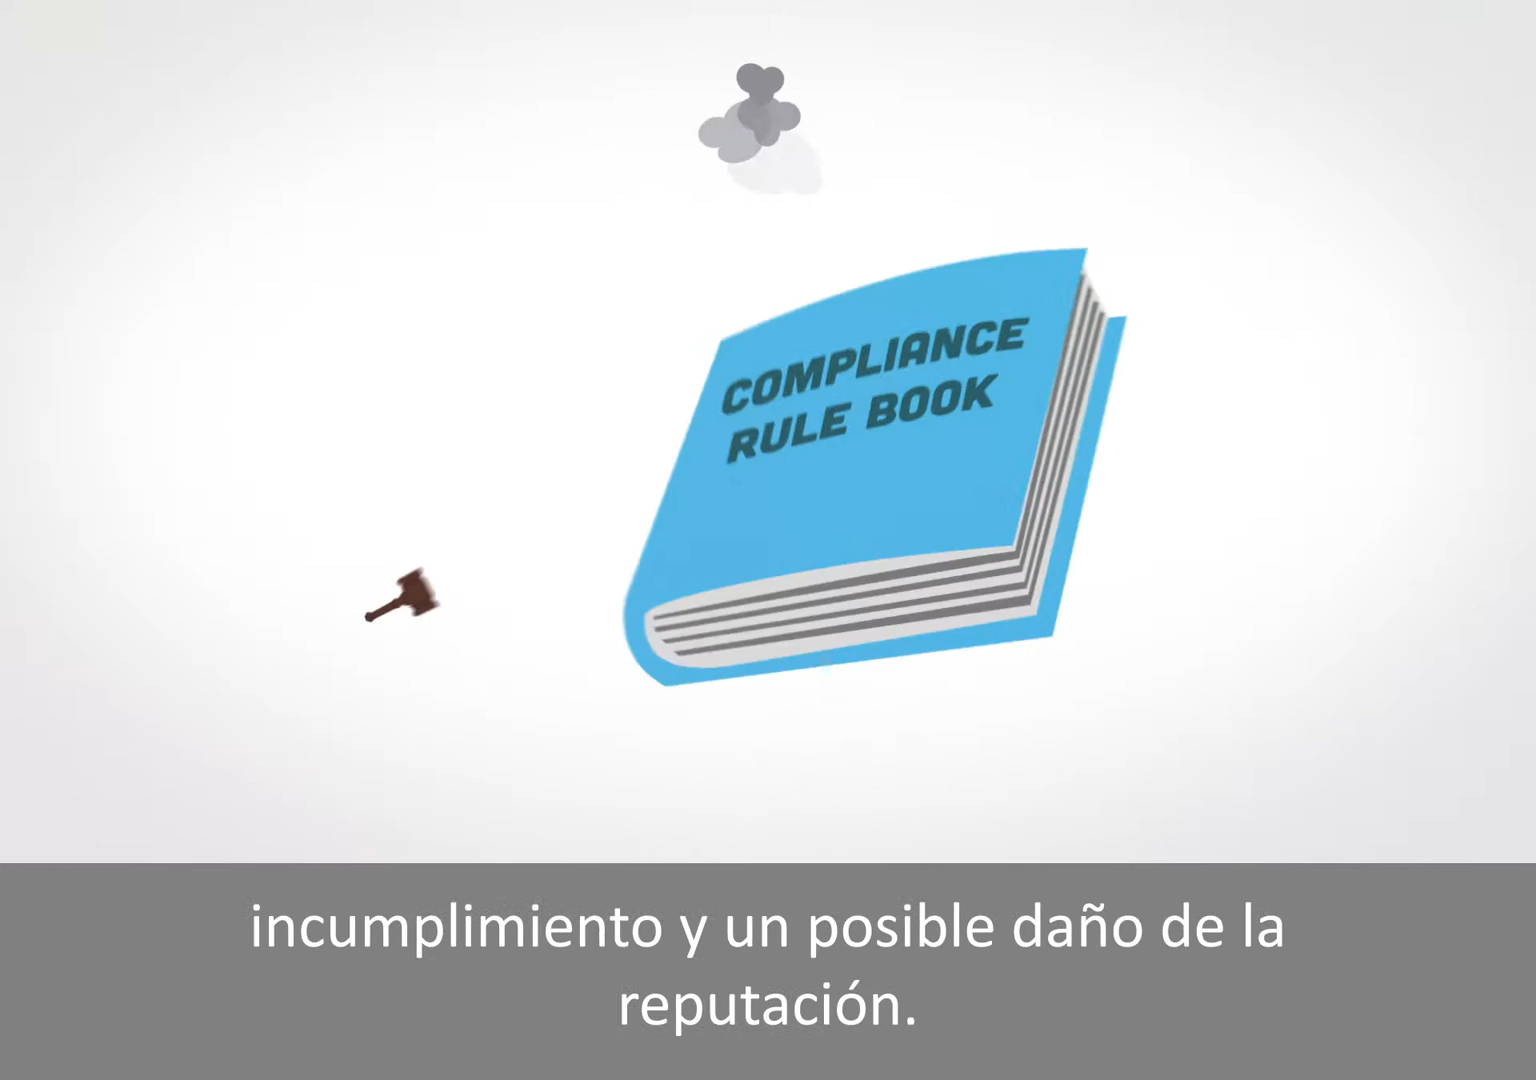 COMPLIANCE
RULE BOOK
incumplimiento y un posible daño de la
reputación.